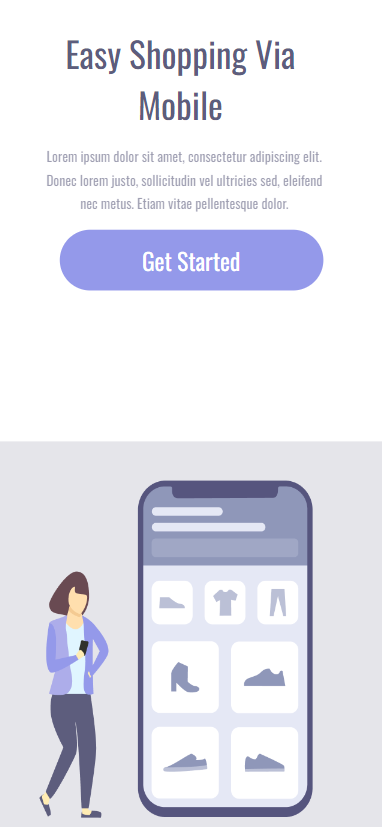 Easy Shopping Via
Mobile
Lorem ipsum dolor sit amet, consectetur adipiscing elit.
Donec lorem justo, sollicitudin vel ultricies sed, eleifend
nec metus. Etiam vitae pellentesque dolor.
Get Started